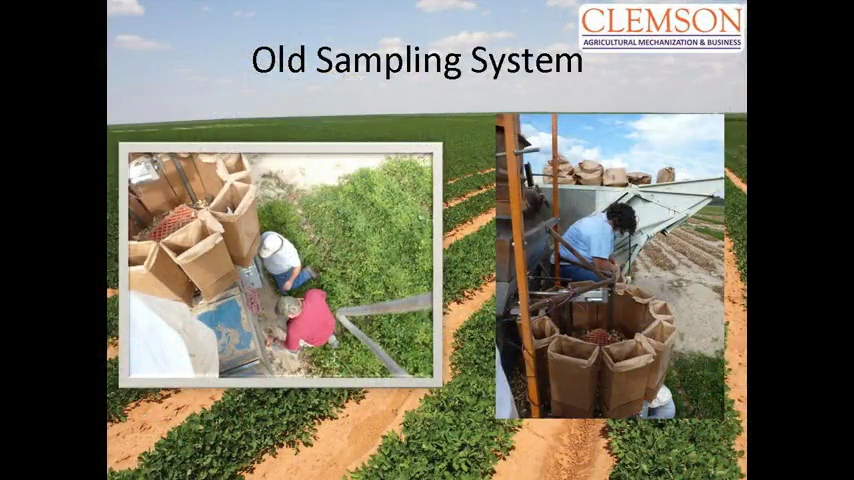 CLEMSON
AGRICULTURAL MECHANIZATION & BUSINESS
Old Sampling System